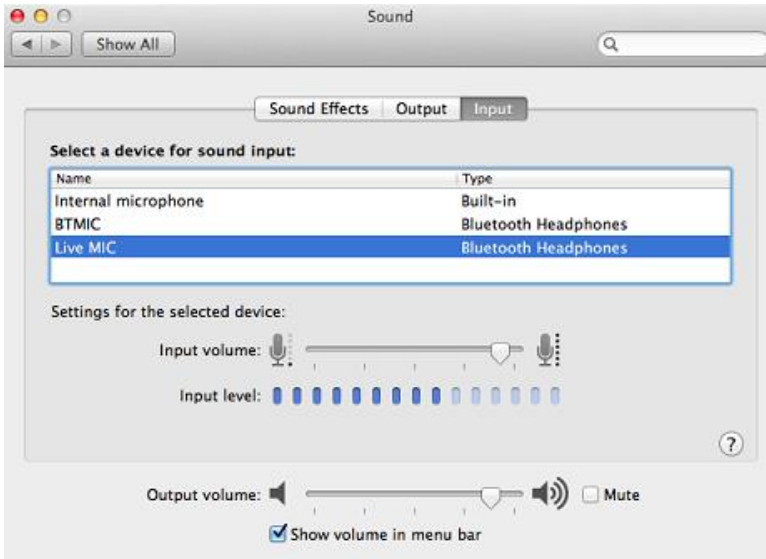 Sound
Show All
Sound Effects Output Input
Select a device for sound input:
Name Type
Internal microphone Built-in
BTMIC Bluetooth Headphones
Live MIC Bluetooth Headphones
Settings for the selected device:
Input volume:
Input level:
?
Output volume: Mute
Show volume in menu bar